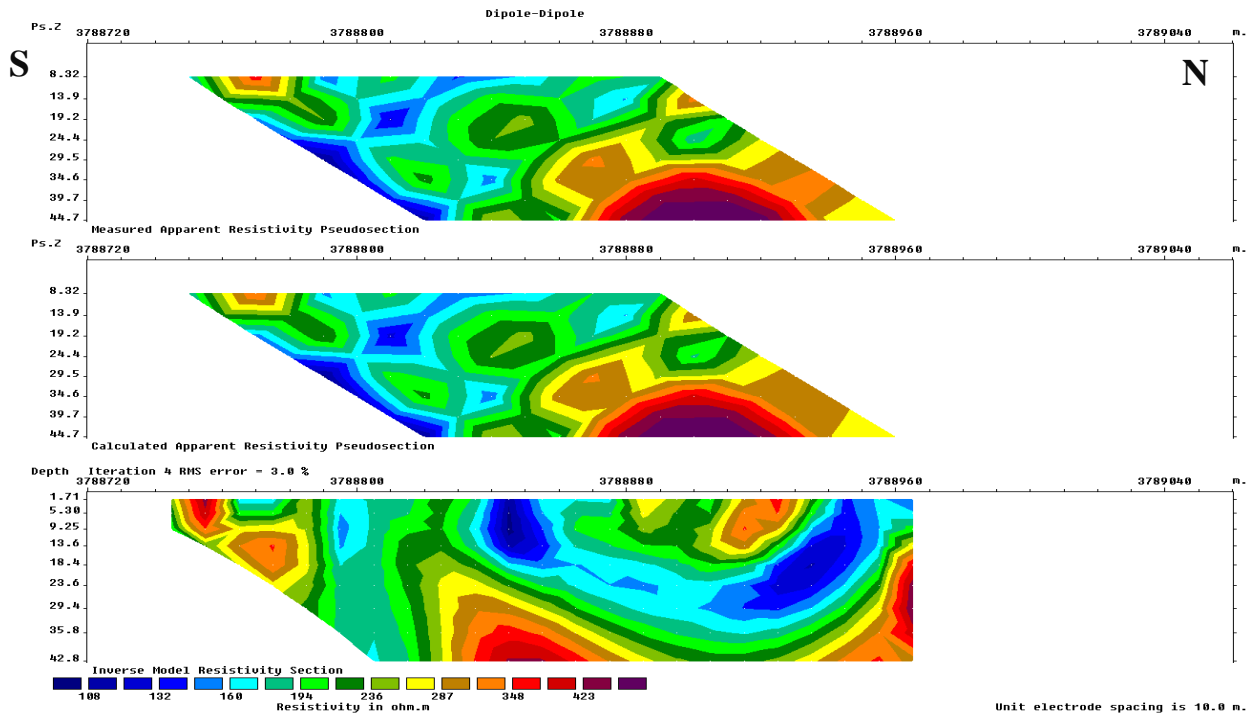 Dipole-Dipole
Ps.Z 3788720 3788800 3788880 3788960 3789040 m.
S
N
8.32
13.9
19.2
24.4
29.5
34.6
39.7
44.7
Measured Apparent Resistivity Pseudosection
Ps.Z 3788720 3788800 3788880 3788960 3789040 m.
8.32
13.9
19.2
24.4
29.5
34.6
39.7
44.7
Calculated Apparent Resistivity Pseudosection
Depth Iteration 4 RMS error = 3.0 %
3788720 3788800 3788880 3788960 3789040 m.
1.71
5.30
9.25
13.6
18.4
23.6
29.4
35.8
42.8
Inverse Model Resistivity Section
108 132 160 194 236 287 348 423
Resistivity in ohm.m
Unit electrode spacing is 10.0 m.